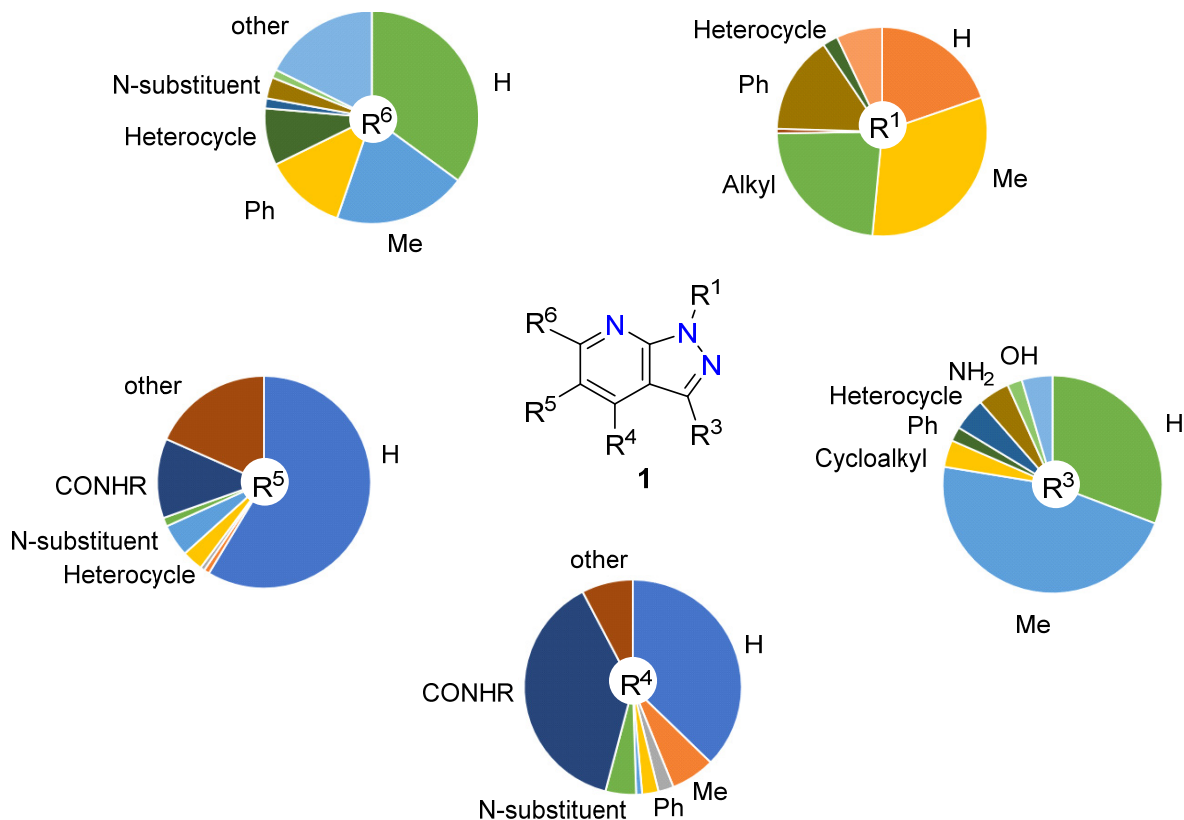 other
H
N-substituent
R⁶
Heterocycle
Ph
Me
Heterocycle
H
Ph
R¹
Alkyl
Me
R¹
R⁶
N
N
N
R⁵
R⁴
R³
1
other
H
CONHR
R⁵
N-substituent
Heterocycle
OH
NH₂
Heterocycle
H
Ph
Cycloalkyl
R³
Me
other
H
CONHR
R⁴
Me
Ph
N-substituent